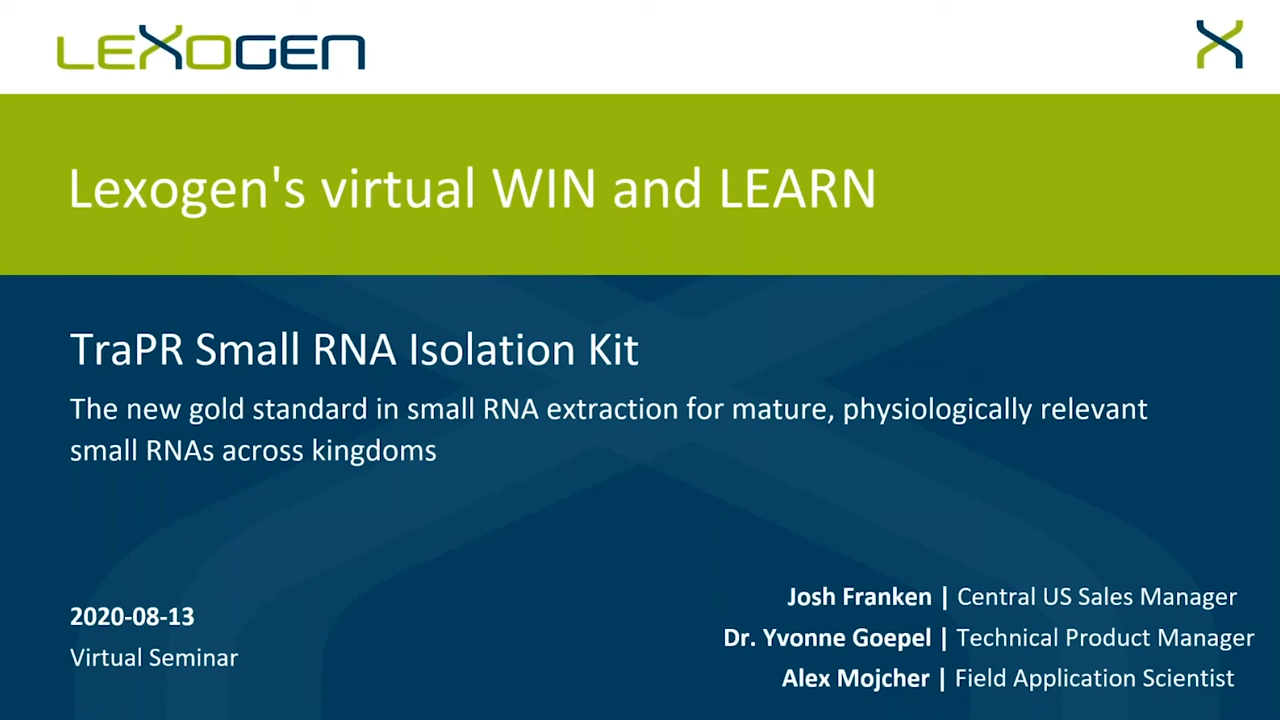 LEXOGEN
Lexogen's virtual WIN and LEARN
TraPR Small RNA Isolation Kit
The new gold standard in small RNA extraction for mature, physiologically relevant
small RNAs across kingdoms
2020-08-13
Virtual Seminar
Josh Franken | Central US Sales Manager
Dr. Yvonne Goepel | Technical Product Manager
Alex Mojcher | Field Application Scientist